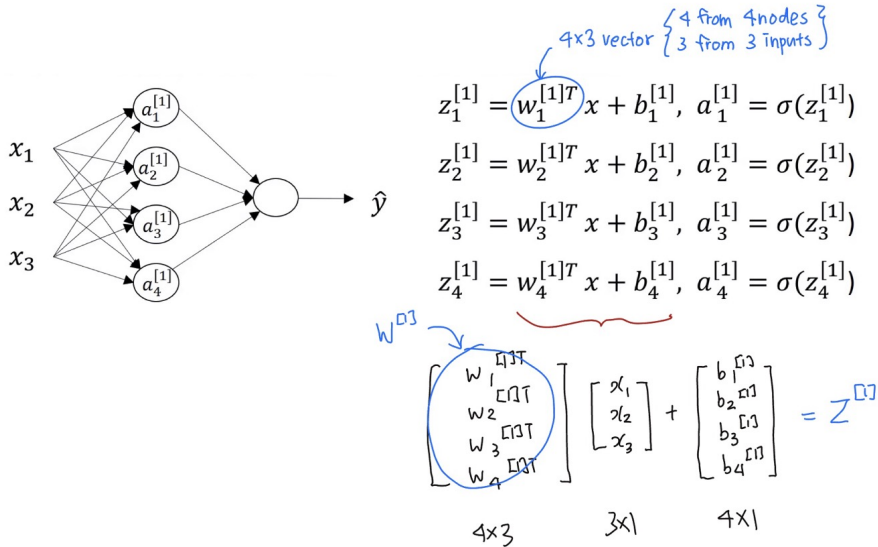 4×3 vector { 4 from 4 nodes
3 from 3 inputs }
x₁
x₂
x₃
a₁^[1]
a₂^[1]
a₃^[1]
a₄^[1]
ŷ
z₁^[1] = w₁^[1]T x + b₁^[1], a₁^[1] = σ(z₁^[1])
z₂^[1] = w₂^[1]T x + b₂^[1], a₂^[1] = σ(z₂^[1])
z₃^[1] = w₃^[1]T x + b₃^[1], a₃^[1] = σ(z₃^[1])
z₄^[1] = w₄^[1]T x + b₄^[1], a₄^[1] = σ(z₄^[1])
W^[1]
w₁^[1]T
w₂^[1]T
w₃^[1]T
w₄^[1]T
x₁
x₂
x₃
+
b₁^[1]
b₂^[1]
b₃^[1]
b₄^[1]
= Z^[1]
4×3 3×1 4×1